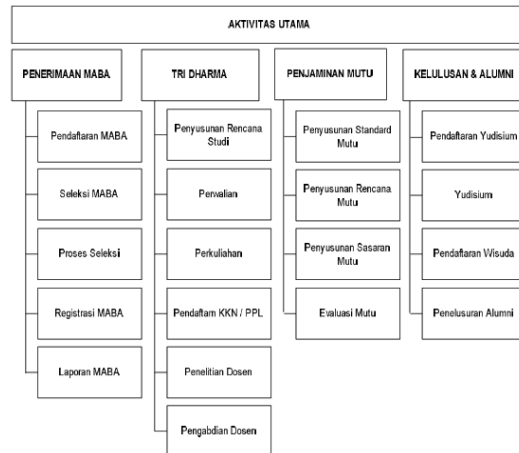 AKTIVITAS UTAMA
PENERIMAAN MABA
Pendaftaran MABA
Seleksi MABA
Proses Seleksi
Registrasi MABA
Laporan MABA
TRI DHARMA
Penyusunan Rencana
Studi
Perwalian
Perkuliahan
Pendaftarn KKN / PPL
Penelitian Dosen
Pengabdian Dosen
PENJAMINAN MUTU
Penyusunan Standard
Mutu
Penyusunan Rencana
Mutu
Penyusunan Sasaran
Mutu
Evaluasi Mutu
KELULUSAN & ALUMNI
Pendaftaran Yudisium
Yudisium
Pendaftaran Wisuda
Penelusuran Alumni